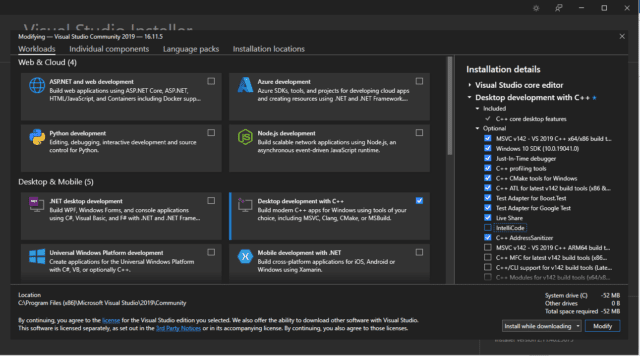 Visual Studio Installer
Modifying — Visual Studio Community 2019 — 16.11.5
Workloads
Individual components
Language packs
Installation locations
Web & Cloud (4)
ASP.NET and web development
Build web applications using ASP.NET Core, ASP.NET,
HTML/JavaScript, and Containers including Docker supp...
Azure development
Azure SDKs, tools, and projects for developing cloud apps
and creating resources using .NET and .NET Framework....
Python development
Editing, debugging, interactive development and source
control for Python.
Node.js development
Build scalable network applications using Node.js, an
asynchronous event-driven JavaScript runtime.
Desktop & Mobile (5)
.NET desktop development
Build WPF, Windows Forms, and console applications
using C#, Visual Basic, and F# with .NET and .NET Frame...
Desktop development with C++
Build modern C++ apps for Windows using tools of your
choice, including MSVC, Clang, CMake, or MSBuild.
Universal Windows Platform development
Create applications for the Universal Windows Platform
with C#, VB, or optionally C++.
Mobile development with .NET
Build cross-platform applications for iOS, Android or
Windows using Xamarin.
Installation details
Visual Studio core editor
Desktop development with C++
Included
C++ core desktop features
Optional
MSVC v142 - VS 2019 C++ x64/x86 build t...
Windows 10 SDK (10.0.19041.0)
Just-In-Time debugger
C++ profiling tools
C++ CMake tools for Windows
C++ ATL for latest v142 build tools (x86 &...
Test Adapter for Boost.Test
Test Adapter for Google Test
Live Share
IntelliCode
C++ AddressSanitizer
MSVC v142 - VS 2019 C++ ARM64 build t...
C++ MFC for latest v142 build tools (x86...
C++/CLI support for v142 build tools (Late...
C++ Modules for v142 build tools (x64/x8...
Location
C:\Program Files (x86)\Microsoft Visual Studio\2019\Community
By continuing, you agree to the license for the Visual Studio edition you selected. We also offer the ability to download other software with Visual Studio.
This software is licensed separately, as set out in the 3rd Party Notices or in its accompanying license. By continuing, you also agree to those licenses.
System drive (C) -52 MB
Other drives 0 B
Total space required -52 MB
Install while downloading
Modify